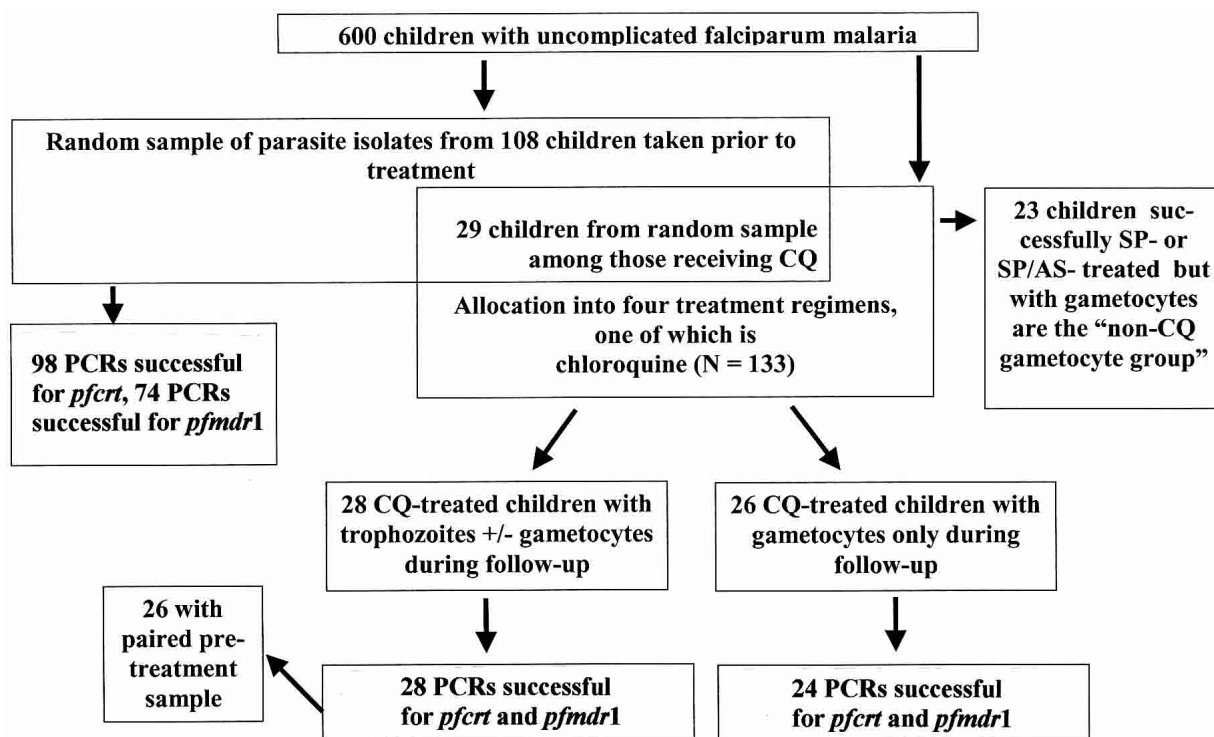 600 children with uncomplicated falciparum malaria
Random sample of parasite isolates from 108 children taken prior to
treatment
29 children from random sample
among those receiving CQ
Allocation into four treatment regimens,
one of which is
chloroquine (N = 133)
23 children suc-
cessfully SP- or
SP/AS- treated but
with gametocytes
are the “non-CQ
gametocyte group”
98 PCRs successful
for pfcrt, 74 PCRs
successful for pfmdr1
28 CQ-treated children with
trophozoites +/- gametocytes
during follow-up
26 CQ-treated children with
gametocytes only during
follow-up
26 with
paired pre-
treatment
sample
28 PCRs successful
for pfcrt and pfmdr1
24 PCRs successful
for pfcrt and pfmdr1